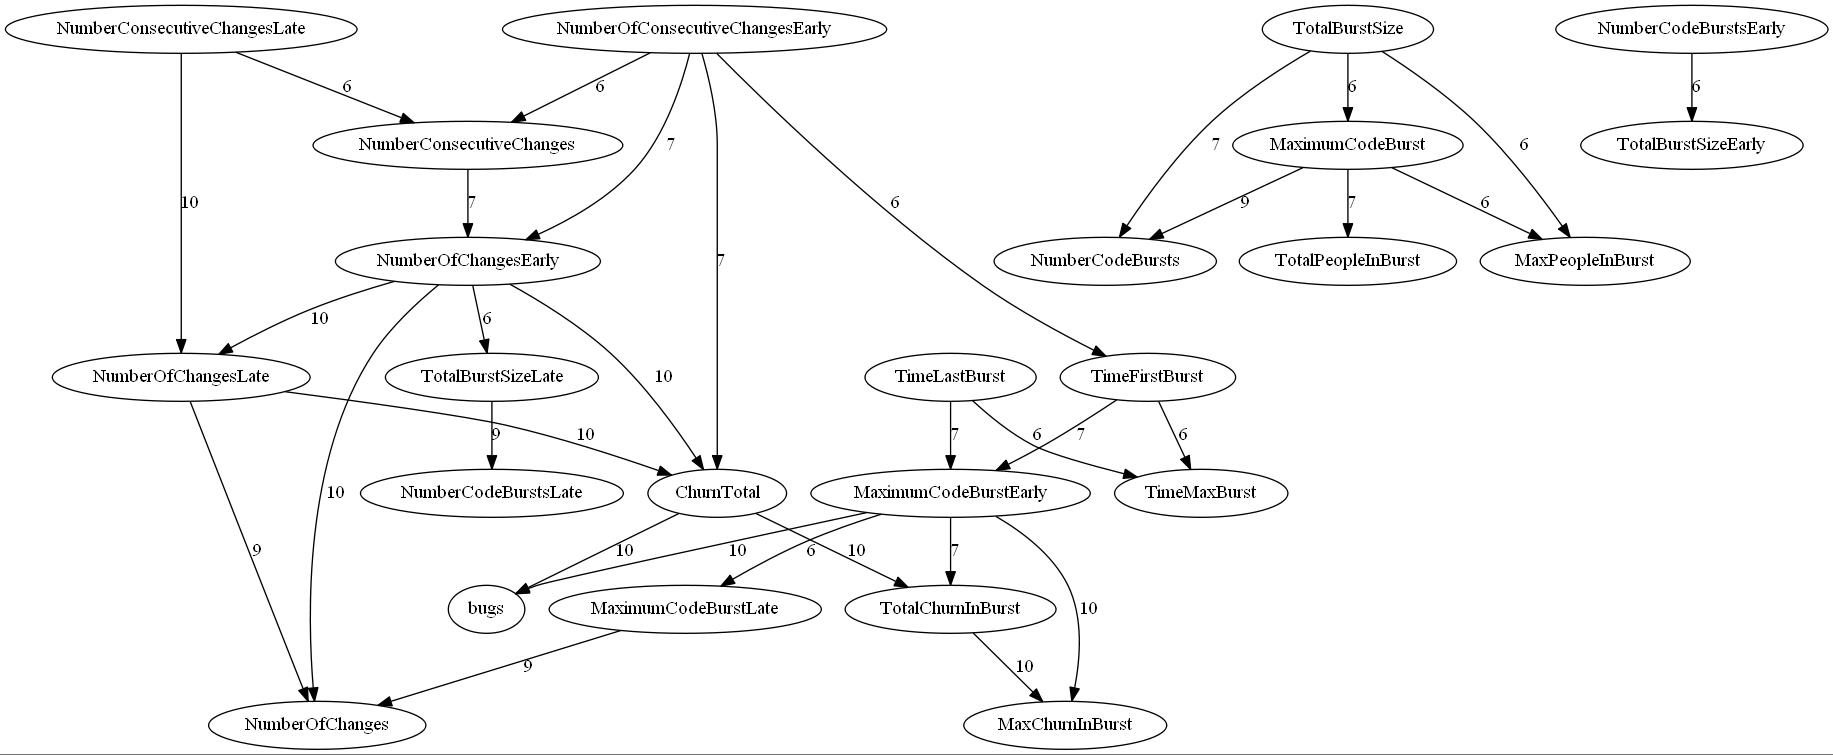 NumberConsecutiveChangesLate
NumberOfConsecutiveChangesEarly
TotalBurstSize
NumberCodeBurstsEarly
6
6
6
6
NumberConsecutiveChanges
7
7
MaximumCodeBurst
6
TotalBurstSizeEarly
10
7
6
9
7
6
NumberOfChangesEarly
7
NumberCodeBursts
TotalPeopleInBurst
MaxPeopleInBurst
10
6
NumberOfChangesLate
TotalBurstSizeLate
10
TimeLastBurst
TimeFirstBurst
9
10
7
6
7
6
10
NumberCodeBurstsLate
ChurnTotal
MaximumCodeBurstEarly
TimeMaxBurst
9
10
10
6
10
7
bugs
MaximumCodeBurstLate
TotalChurnInBurst
10
9
10
NumberOfChanges
MaxChurnInBurst